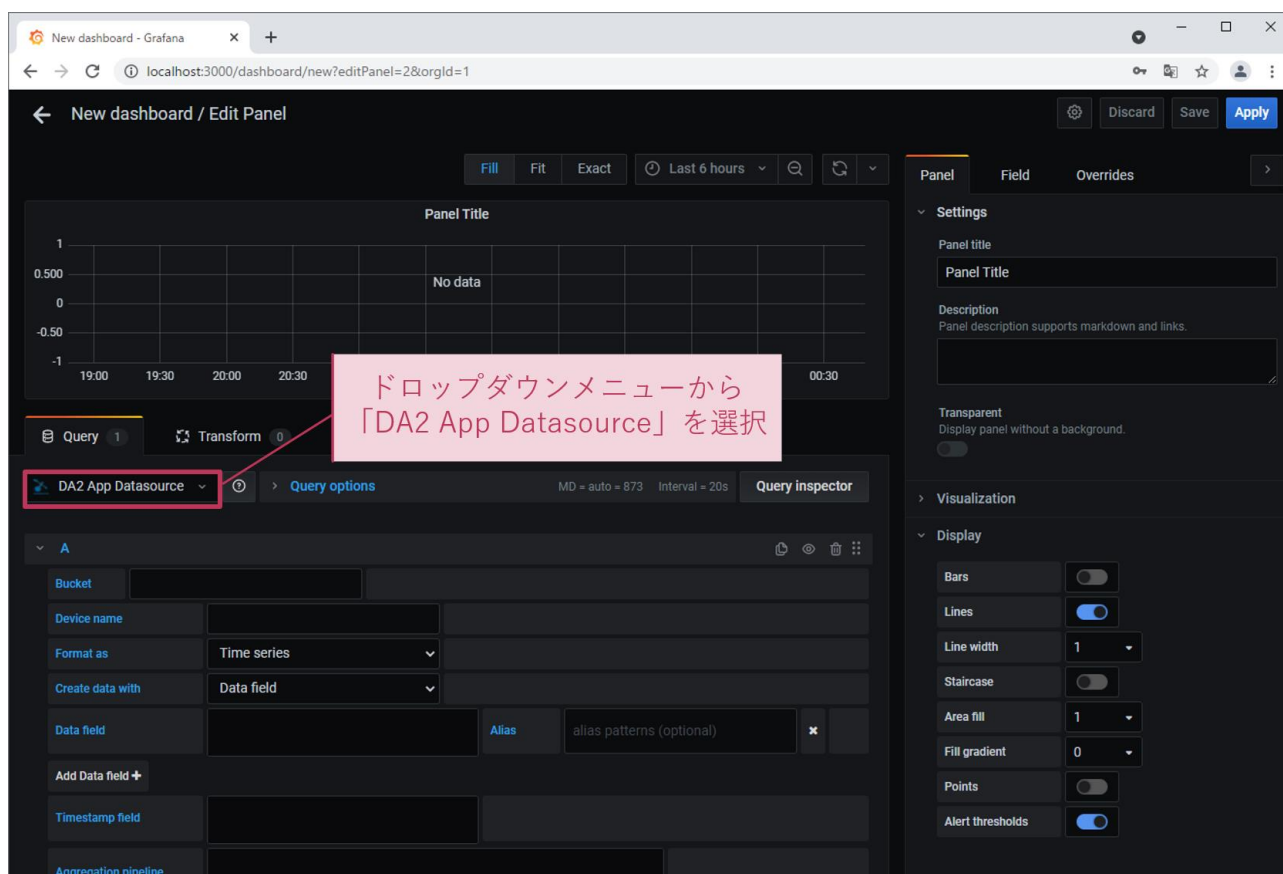 New dashboard - Grafana
localhost:3000/dashboard/new?editPanel=2&orgId=1
New dashboard / Edit Panel
Discard Save Apply
Fill Fit Exact Last 6 hours
Panel Field Overrides
Panel Title
1
0.500
0
-0.50
-1
No data
19:00 19:30 20:00 20:30 00:30
ドロップダウンメニューから
「DA2 App Datasource」を選択
Query 1 Transform 0
DA2 App Datasource Query options MD = auto = 873 Interval = 20s Query inspector
A
Bucket
Device name
Format as Time series
Create data with Data field
Data field Alias alias patterns (optional)
Add Data field
Timestamp field
Aggregation pipeline
Settings
Panel title
Panel Title
Description
Panel description supports markdown and links.
Transparent
Display panel without a background.
Visualization
Display
Bars
Lines
Line width 1
Staircase
Area fill 1
Fill gradient 0
Points
Alert thresholds